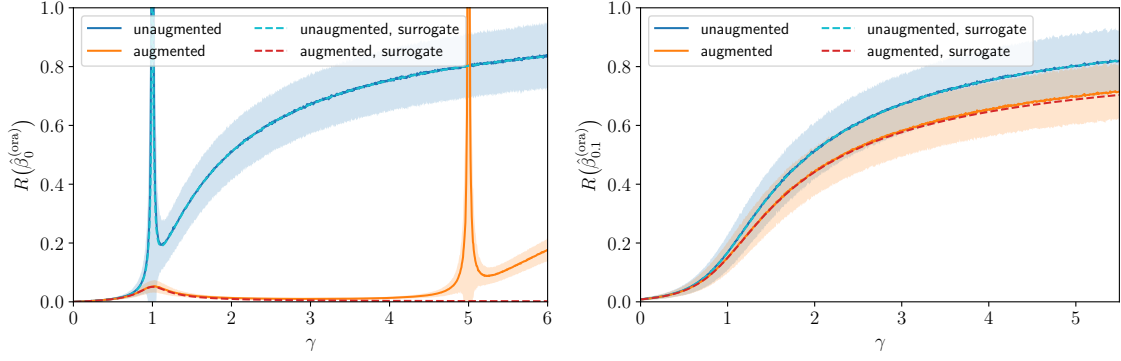 unaugmented
augmented
unaugmented, surrogate
augmented, surrogate
R(β̂₀^(ora))
1.0
0.8
0.6
0.4
0.2
0.0
0 1 2 3 4 5 6
γ
unaugmented
augmented
unaugmented, surrogate
augmented, surrogate
R(β̂₀.₁^(ora))
1.0
0.8
0.6
0.4
0.2
0.0
0 1 2 3 4 5
γ